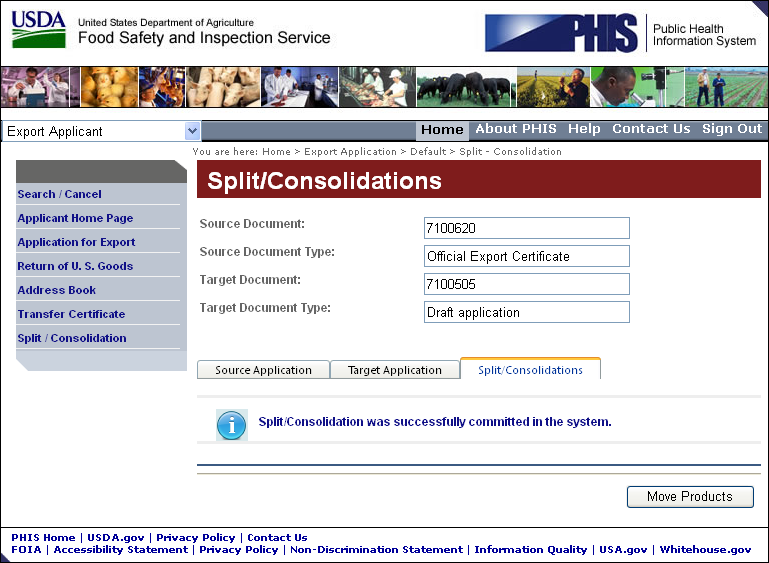 USDA
United States Department of Agriculture
Food Safety and Inspection Service
PHIS
Public Health
Information System
Export Applicant
Home About PHIS Help Contact Us Sign Out
You are here: Home > Export Application > Default > Split - Consolidation
Search / Cancel
Applicant Home Page
Application for Export
Return of U. S. Goods
Address Book
Transfer Certificate
Split / Consolidation
Split/Consolidations
Source Document: 7100620
Source Document Type: Official Export Certificate
Target Document: 7100505
Target Document Type: Draft application
Source Application Target Application Split/Consolidations
i Split/Consolidation was successfully committed in the system.
Move Products
PHIS Home | USDA.gov | Privacy Policy | Contact Us
FOIA | Accessibility Statement | Privacy Policy | Non-Discrimination Statement | Information Quality | USA.gov | Whitehouse.gov